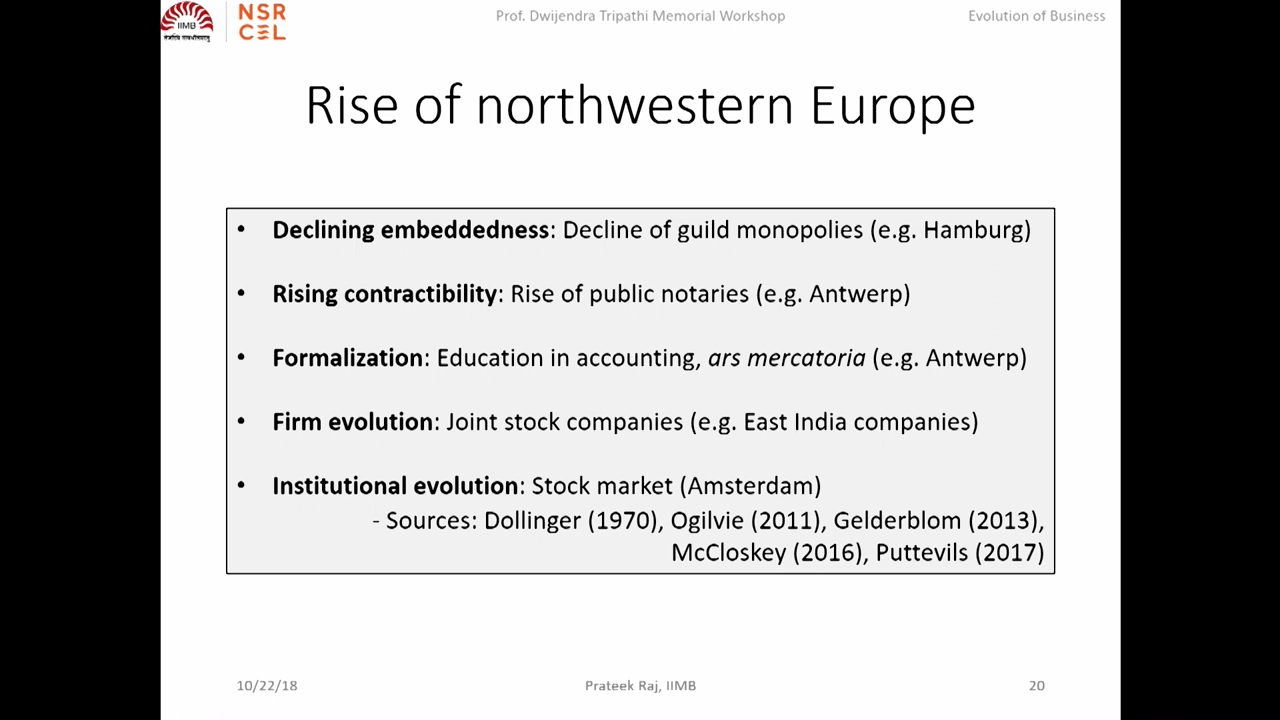 IIMB
NSR
CEL
Prof. Dwijendra Tripathi Memorial Workshop
Evolution of Business
Rise of northwestern Europe
• Declining embeddedness: Decline of guild monopolies (e.g. Hamburg)
• Rising contractibility: Rise of public notaries (e.g. Antwerp)
• Formalization: Education in accounting, ars mercatoria (e.g. Antwerp)
• Firm evolution: Joint stock companies (e.g. East India companies)
• Institutional evolution: Stock market (Amsterdam)
- Sources: Dollinger (1970), Ogilvie (2011), Gelderblom (2013),
McCloskey (2016), Puttevils (2017)
10/22/18
Prateek Raj, IIMB
20